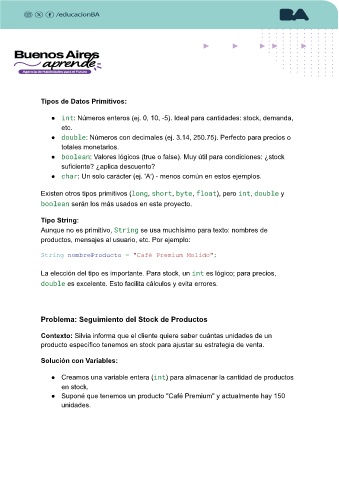 /educacionBA
BA
Buenos Aires
aprende
Agencia de Habilidades para el Futuro
Tipos de Datos Primitivos:
● int: Números enteros (ej. 0, 10, -5). Ideal para cantidades: stock, demanda,
etc.
● double: Números con decimales (ej. 3.14, 250.75). Perfecto para precios o
totales monetarios.
● boolean: Valores lógicos (true o false). Muy útil para condiciones: ¿stock
suficiente? ¿aplica descuento?
● char: Un solo carácter (ej. 'A') - menos común en estos ejemplos.
Existen otros tipos primitivos (long, short, byte, float), pero int, double y
boolean serán los más usados en este proyecto.
Tipo String:
Aunque no es primitivo, String se usa muchísimo para texto: nombres de
productos, mensajes al usuario, etc. Por ejemplo:
String nombreProducto = "Café Premium Molido";
La elección del tipo es importante. Para stock, un int es lógico; para precios,
double es excelente. Esto facilita cálculos y evita errores.
Problema: Seguimiento del Stock de Productos
Contexto: Silvia informa que el cliente quiere saber cuántas unidades de un
producto específico tenemos en stock para ajustar su estrategia de venta.
Solución con Variables:
● Creamos una variable entera (int) para almacenar la cantidad de productos
en stock.
● Suponé que tenemos un producto "Café Premium" y actualmente hay 150
unidades.